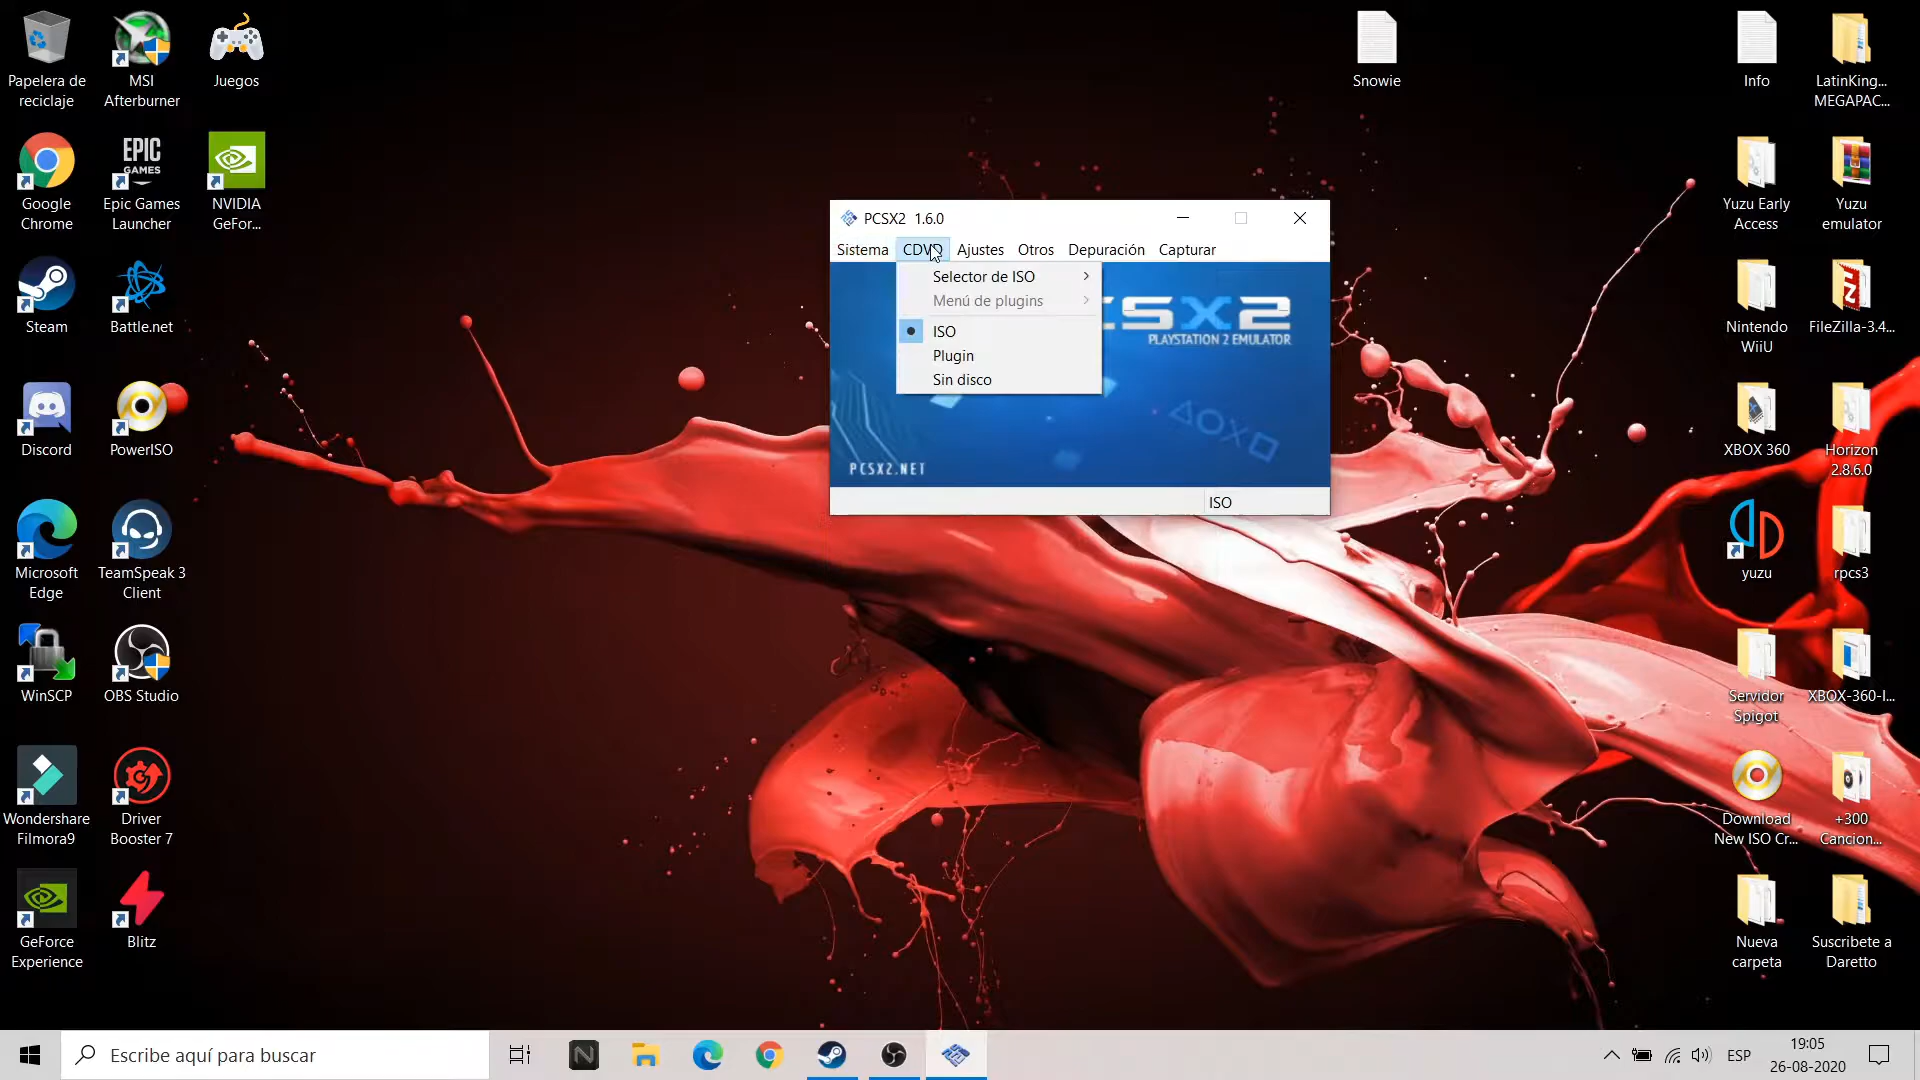 Papelera de
reciclaje
MSI
Afterburner
Juegos
Snowie
Info
LatinKing...
MEGAPAC...
Google
Chrome
EPIC
GAMES
Epic Games
Launcher
NVIDIA
GeFor...
Yuzu Early
Access
Yuzu
emulator
PCSX2 1.6.0
Sistema CDVD Ajustes Otros Depuración Capturar
Selector de ISO
Menú de plugins
ISO
Plugin
Sin disco
CSX2
PLAYSTATION 2 EMULATOR
PCSX2.NET
ISO
Steam
Battle.net
Nintendo
WiiU
FileZilla-3.4...
Discord
PowerISO
XBOX 360
Horizon
2.8.6.0
Microsoft
Edge
TeamSpeak 3
Client
yuzu
rpcs3
WinSCP
OBS Studio
Servidor
Spigot
XBOX-360-I...
Wondershare
Filmora9
Driver
Booster 7
Download
New ISO Cr...
+300
Cancion...
GeForce
Experience
Blitz
Nueva
carpeta
Suscribete a
Daretto
Escribe aquí para buscar
ESP
19:05
26-08-2020